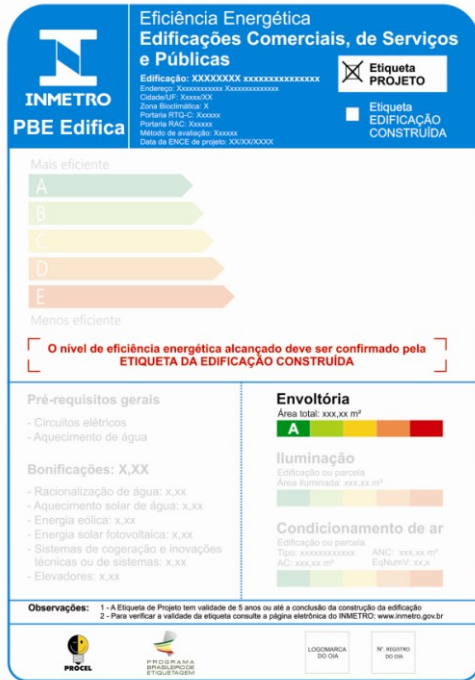 INMETRO
PBE Edifica
Eficiência Energética
Edificações Comerciais, de Serviços
e Públicas
Edificação: XXXXXXXX xxxxxxxxxxxxxxx
Endereço: Xxxxxxxxxxxx Xxxxxxxxxxxxxx
Cidade/UF: Xxxxx/XX
Zona Bioclimática: X
Portaria RTQ-C: Xxxxxx
Portaria RAC: Xxxxxx
Método de avaliação: Xxxxxx
Data da ENCE de projeto: XX/XX/XXXX
Etiqueta
PROJETO
Etiqueta
EDIFICAÇÃO
CONSTRUÍDA
Mais eficiente
A
B
C
D
E
Menos eficiente
O nível de eficiência energética alcançado deve ser confirmado pela
ETIQUETA DA EDIFICAÇÃO CONSTRUÍDA
Pré-requisitos gerais
- Circuitos elétricos
- Aquecimento de água
Bonificações: X,XX
- Racionalização de água: x,xx
- Aquecimento solar de água: x,xx
- Energia eólica: x,xx
- Energia solar fotovoltaica: x,xx
- Sistemas de cogeração e inovações
técnicas ou de sistemas: x,xx
- Elevadores: x,xx
Envoltória
Área total: xxx,xx m²
A
Iluminação
Edificação ou parcela
Área Iluminada: xxx,xx m²
Condicionamento de ar
Edificação ou parcela
Tipo: xxxxxxxxxxxx ANC: xxx,xx m²
AC: xxx,xx m² EqNumV: xx,x
Observações: 1 - A Etiqueta de Projeto tem validade de 5 anos ou até a conclusão da construção da edificação
2 - Para verificar a validade da etiqueta consulte a página eletrônica do INMETRO: www.inmetro.gov.br
PROCEL
PROGRAMA
BRASILEIRO DE
ETIQUETAGEM
LOGOMARCA
DO OIA
Nº. REGISTRO
DO OIA